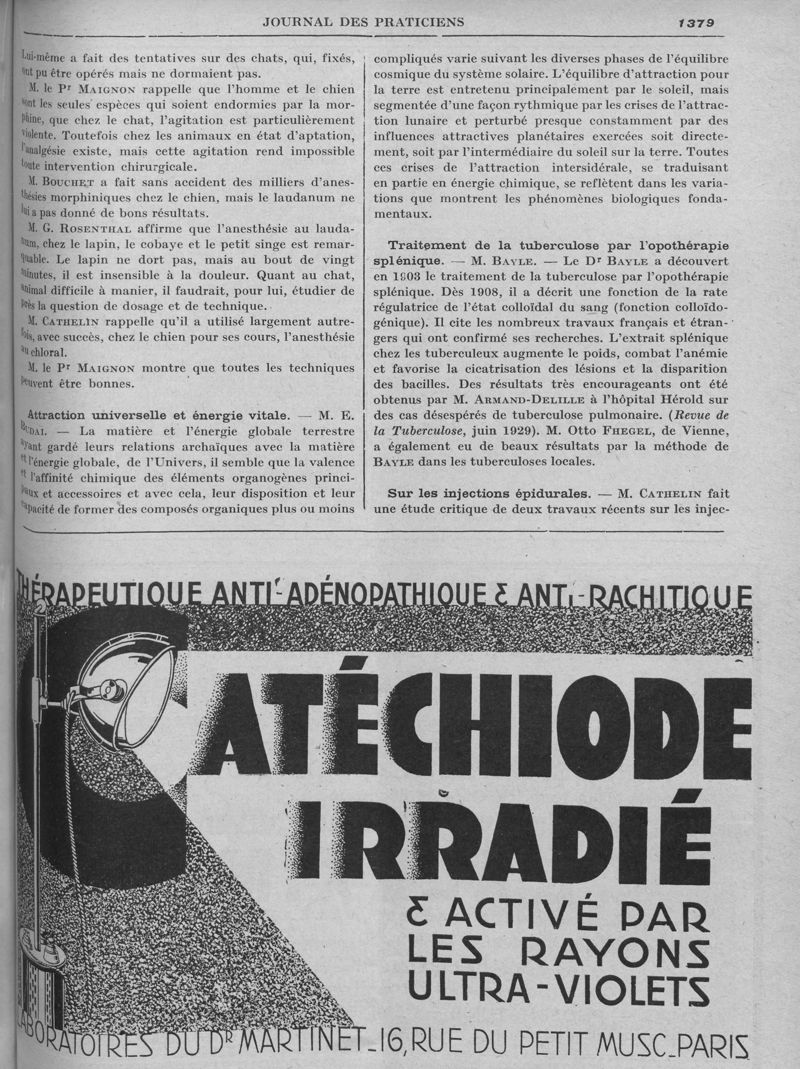 JOURNAL DES PRATICIENS
1379
Lui-même a fait des tentatives sur des chats, qui, fixés,
ont pu être opérés mais ne dormaient pas.
M. le Pr MAIGNON rappelle que l'homme et le chien
sont les seules espèces qui soient endormies par la mor-
phine, que chez le chat, l'agitation est particulièrement
violente. Toutefois chez les animaux en état d'aptation,
l'analgésie existe, mais cette agitation rend impossible
toute intervention chirurgicale.
M. BOUCHET a fait sans accident des milliers d'anes-
thésies morphiniques chez le chien, mais le laudanum ne
lui a pas donné de bons résultats.
M. G. ROSENTHAL affirme que l'anesthésie au lauda-
num, chez le lapin, le cobaye et le petit singe est remar-
quable. Le lapin ne dort pas, mais au bout de vingt
minutes, il est insensible à la douleur. Quant au chat,
animal difficile à manier, il faudrait, pour lui, étudier de
près la question de dosage et de technique.
M. CATHELIN rappelle qu'il a utilisé largement autre-
fois, avec succès, chez le chien pour ses cours, l'anesthésie
au chloral.
M. le Pr MAIGNON montre que toutes les techniques
peuvent être bonnes.
Attraction universelle et énergie vitale. — M. E.
— La matière et l'énergie globale terrestre
ayant gardé leurs relations archaïques avec la matière
et l'énergie globale, de l'Univers, il semble que la valence
et l'affinité chimique des éléments organogènes princi-
paux et accessoires et avec cela, leur disposition et leur
capacité de former des composés organiques plus ou moins
compliqués varie suivant les diverses phases de l'équilibre
cosmique du système solaire. L'équilibre d'attraction pour
la terre est entretenu principalement par le soleil, mais
segmentée d'une façon rythmique par les crises de l'attrac-
tion lunaire et perturbé presque constamment par des
influences attractives planétaires exercées soit directe-
ment, soit par l'intermédiaire du soleil sur la terre. Toutes
ces crises de l'attraction intersidérale, se traduisant
en partie en énergie chimique, se reflètent dans les varia-
tions que montrent les phénomènes biologiques fonda-
mentaux.
Traitement de la tuberculose par l'opothérapie
splénique. — M. BAYLE. — Le Dr BAYLE a découvert
en 1903 le traitement de la tuberculose par l'opothérapie
splénique. Dès 1908, il a décrit une fonction de la rate
régulatrice de l'état colloïdal du sang (fonction colloïdo-
génique). Il cite les nombreux travaux français et étran-
gers qui ont confirmé ses recherches. L'extrait splénique
chez les tuberculeux augmente le poids, combat l'anémie
et favorise la cicatrisation des lésions et la disparition
des bacilles. Des résultats très encourageants ont été
obtenus par M. ARMAND-DELILLE à l'hôpital Hérold sur
des cas désespérés de tuberculose pulmonaire. (Revue de
la Tuberculose, juin 1929). M. Otto FHEGEL, de Vienne,
a également eu de beaux résultats par la méthode de
BAYLE dans les tuberculoses locales.
Sur les injections épidurales. — M. CATHELIN fait
une étude critique de deux travaux récents sur les injec-
THÉRAPEUTIQUE ANTI-ADÉNOPATHIQUE & ANTI-RACHITIQUE
CATÉCHIODE
IRRADIÉ
& ACTIVÉ PAR
LES RAYONS
ULTRA-VIOLETS
LABORATOIRES DU DR MARTINET_16, RUE DU PETIT MUSC_PARIS